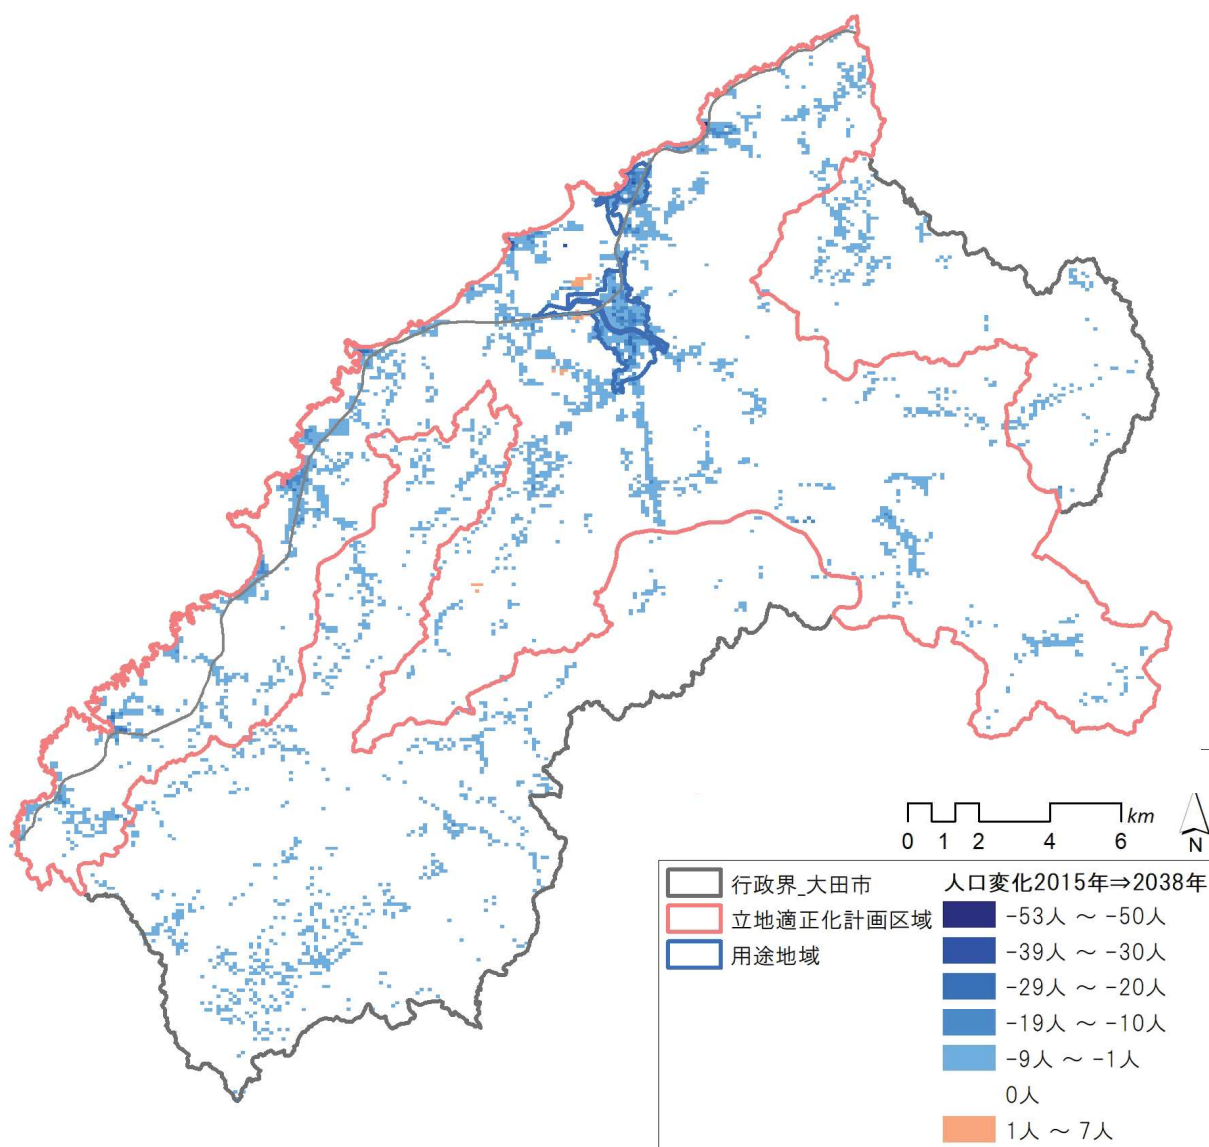 km
0 1 2 4 6
N
行政界_大田市
立地適正化計画区域
用途地域
人口変化2015年⇒2038年
-53人 ~ -50人
-39人 ~ -30人
-29人 ~ -20人
-19人 ~ -10人
-9人 ~ -1人
0人
1人 ~ 7人